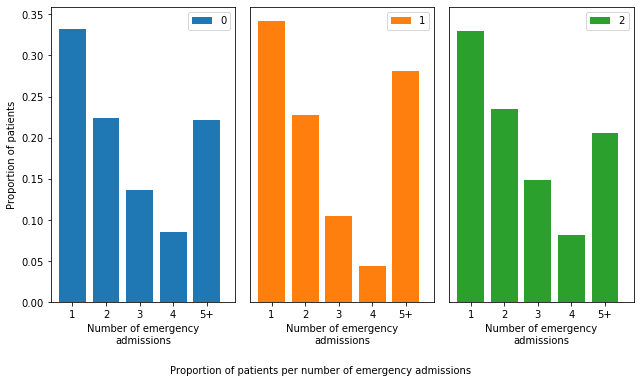 0
1
2
0.35
0.30
0.25
0.20
0.15
0.10
0.05
0.00
Proportion of patients
1 2 3 4 5+
1 2 3 4 5+
1 2 3 4 5+
Number of emergency
admissions
Number of emergency
admissions
Number of emergency
admissions
Proportion of patients per number of emergency admissions